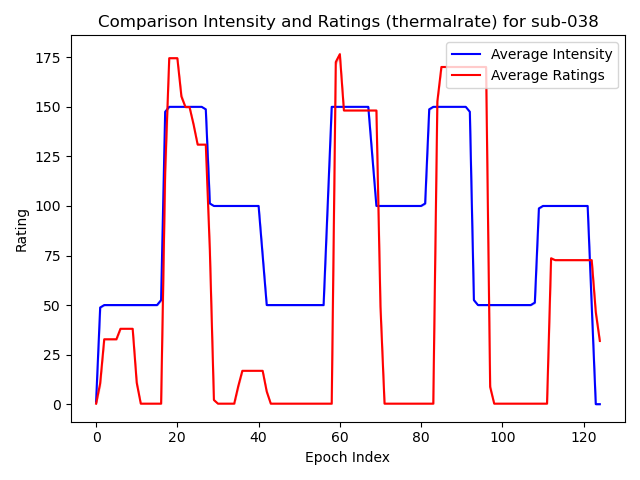 Comparison Intensity and Ratings (thermalrate) for sub-038
Average Intensity
Average Ratings
Rating
175
150
125
100
75
50
25
0
0 20 40 60 80 100 120
Epoch Index